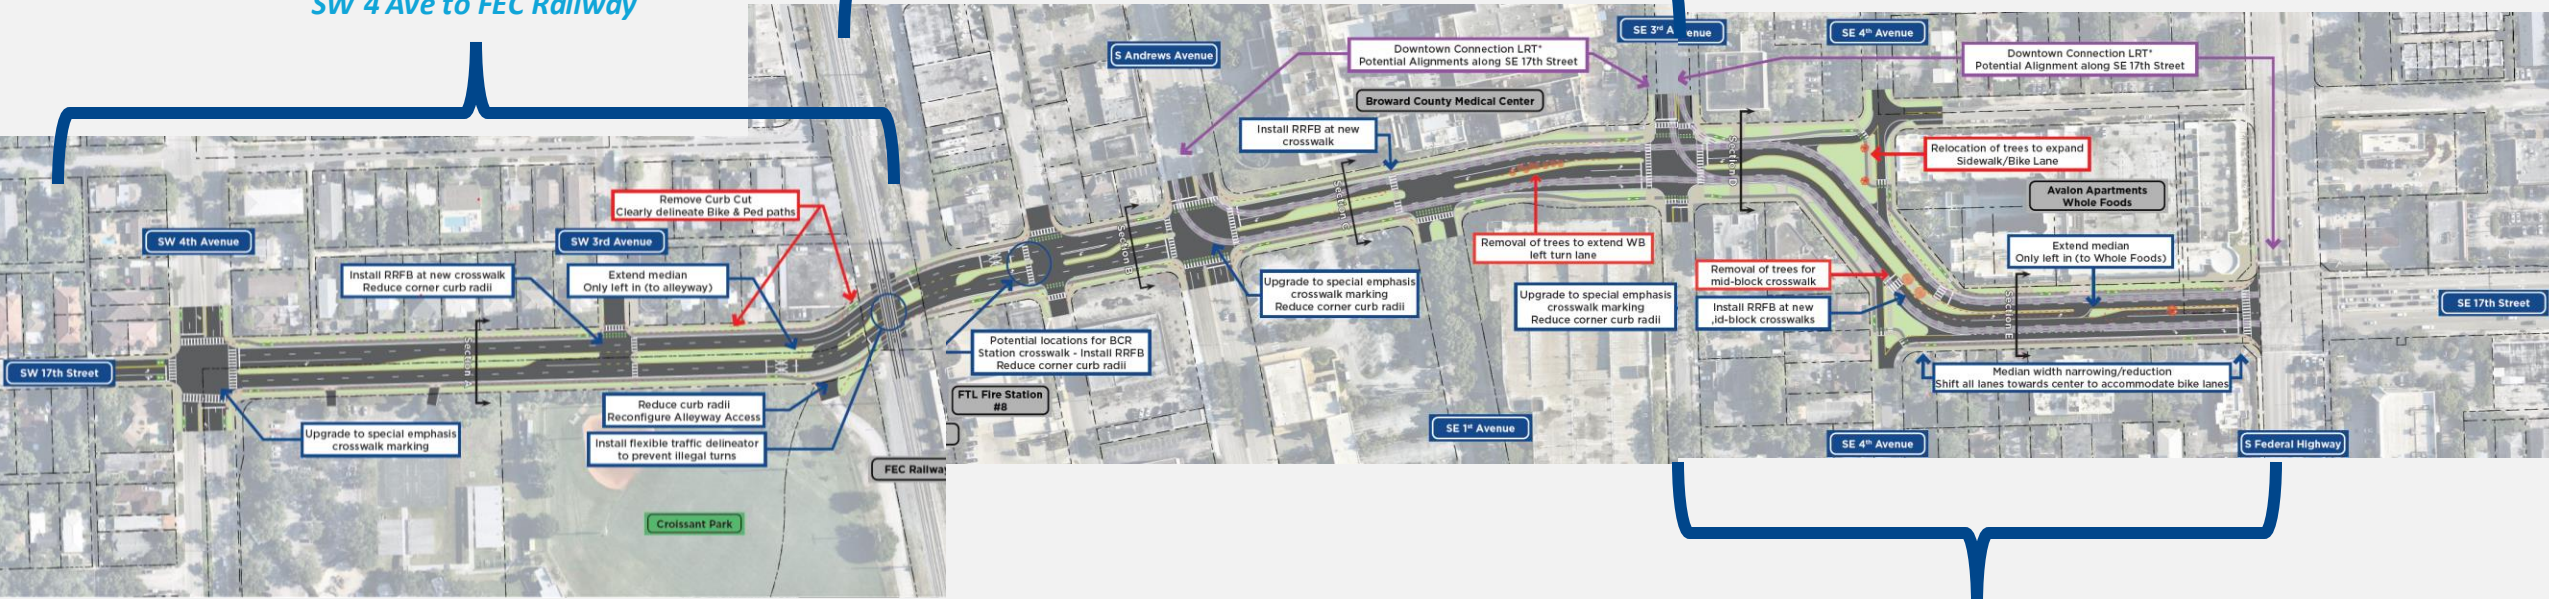 SW 4 Ave to FEC Railway
SW 4th Avenue
SW 3rd Avenue
SW 17th Street
Install RRFB at new crosswalk
Reduce corner curb radii
Extend median
Only left in (to alleyway)
Remove Curb Cut
Clearly delineate Bike & Ped paths
Section A
Upgrade to special emphasis
crosswalk marking
Reduce curb radii
Reconfigure Alleyway Access
Install flexible traffic delineator
to prevent illegal turns
Croissant Park
FEC Railway
S Andrews Avenue
Downtown Connection LRT*
Potential Alignments along SE 17th Street
Broward County Medical Center
Install RRFB at new
crosswalk
Section B
Section C
Potential locations for BCR
Station crosswalk - Install RRFB
Reduce corner curb radii
FTL Fire Station
#8
Upgrade to special emphasis
crosswalk marking
Reduce corner curb radii
Removal of trees to extend WB
left turn lane
Upgrade to special emphasis
crosswalk marking
Reduce corner curb radii
SE 1st Avenue
SE 3rd A enue
SE 4th Avenue
Downtown Connection LRT*
Potential Alignment along SE 17th Street
Section D
Relocation of trees to expand
Sidewalk/Bike Lane
Avalon Apartments
Whole Foods
Extend median
Only left in (to Whole Foods)
Removal of trees for
mid-block crosswalk
Install RRFB at new
,id-block crosswalks
Section E
SE 17th Street
Median width narrowing/reduction
Shift all lanes towards center to accommodate bike lanes
SE 4th Avenue
S Federal Highway